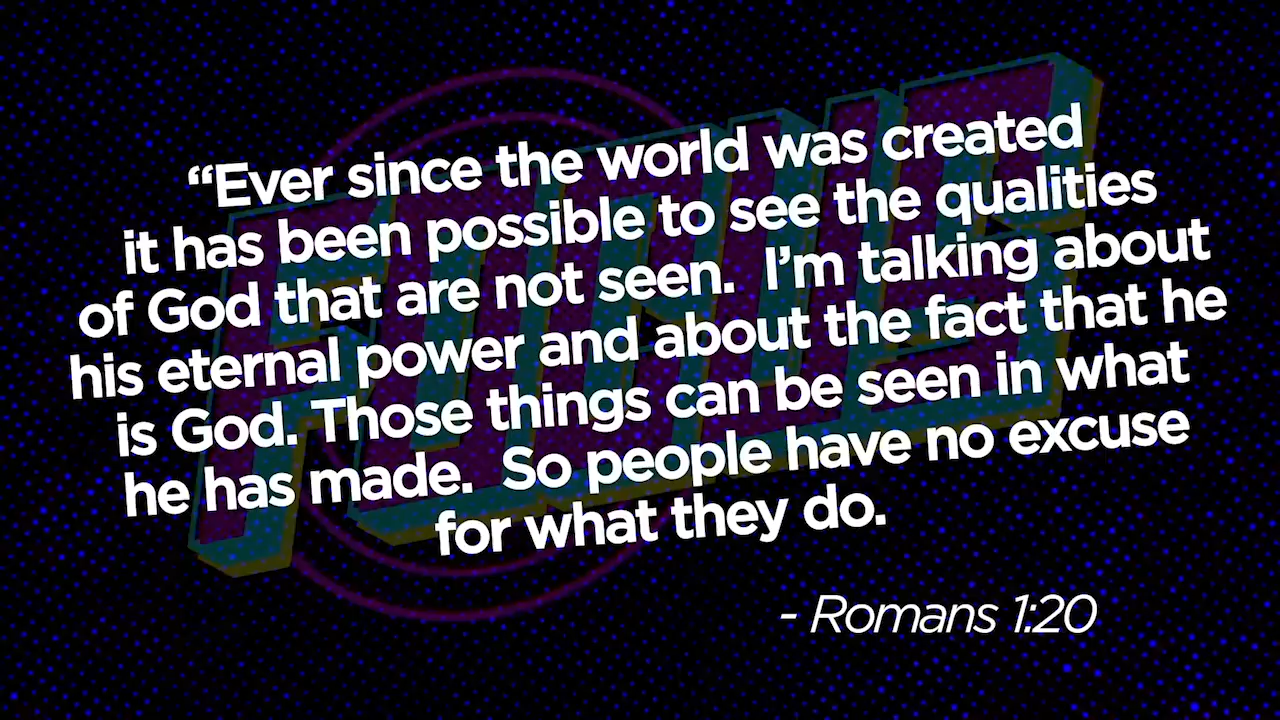 “Ever since the world was created
it has been possible to see the qualities
of God that are not seen.  I’m talking about
his eternal power and about the fact that he
is God. Those things can be seen in what
he has made.  So people have no excuse
for what they do.
- Romans 1:20